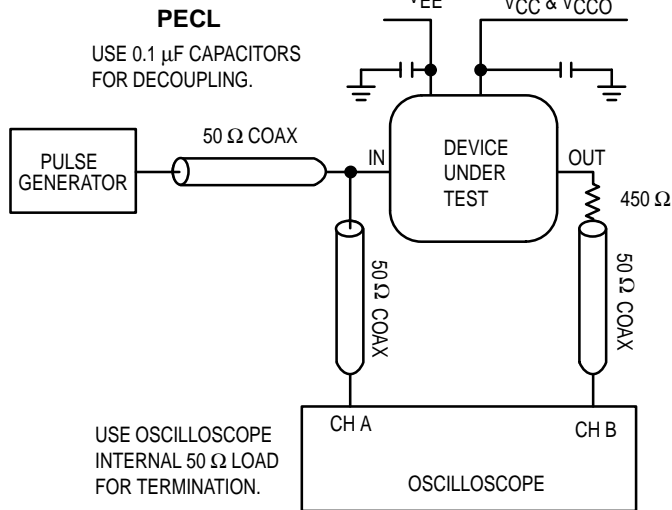 VEE
VCC & VCCO
PECL
USE 0.1 μF CAPACITORS
FOR DECOUPLING.
50 Ω COAX
PULSE
GENERATOR
IN
DEVICE
UNDER
TEST
OUT
450 Ω
50 Ω COAX
50 Ω COAX
CH A
CH B
USE OSCILLOSCOPE
INTERNAL 50 Ω LOAD
FOR TERMINATION.
OSCILLOSCOPE